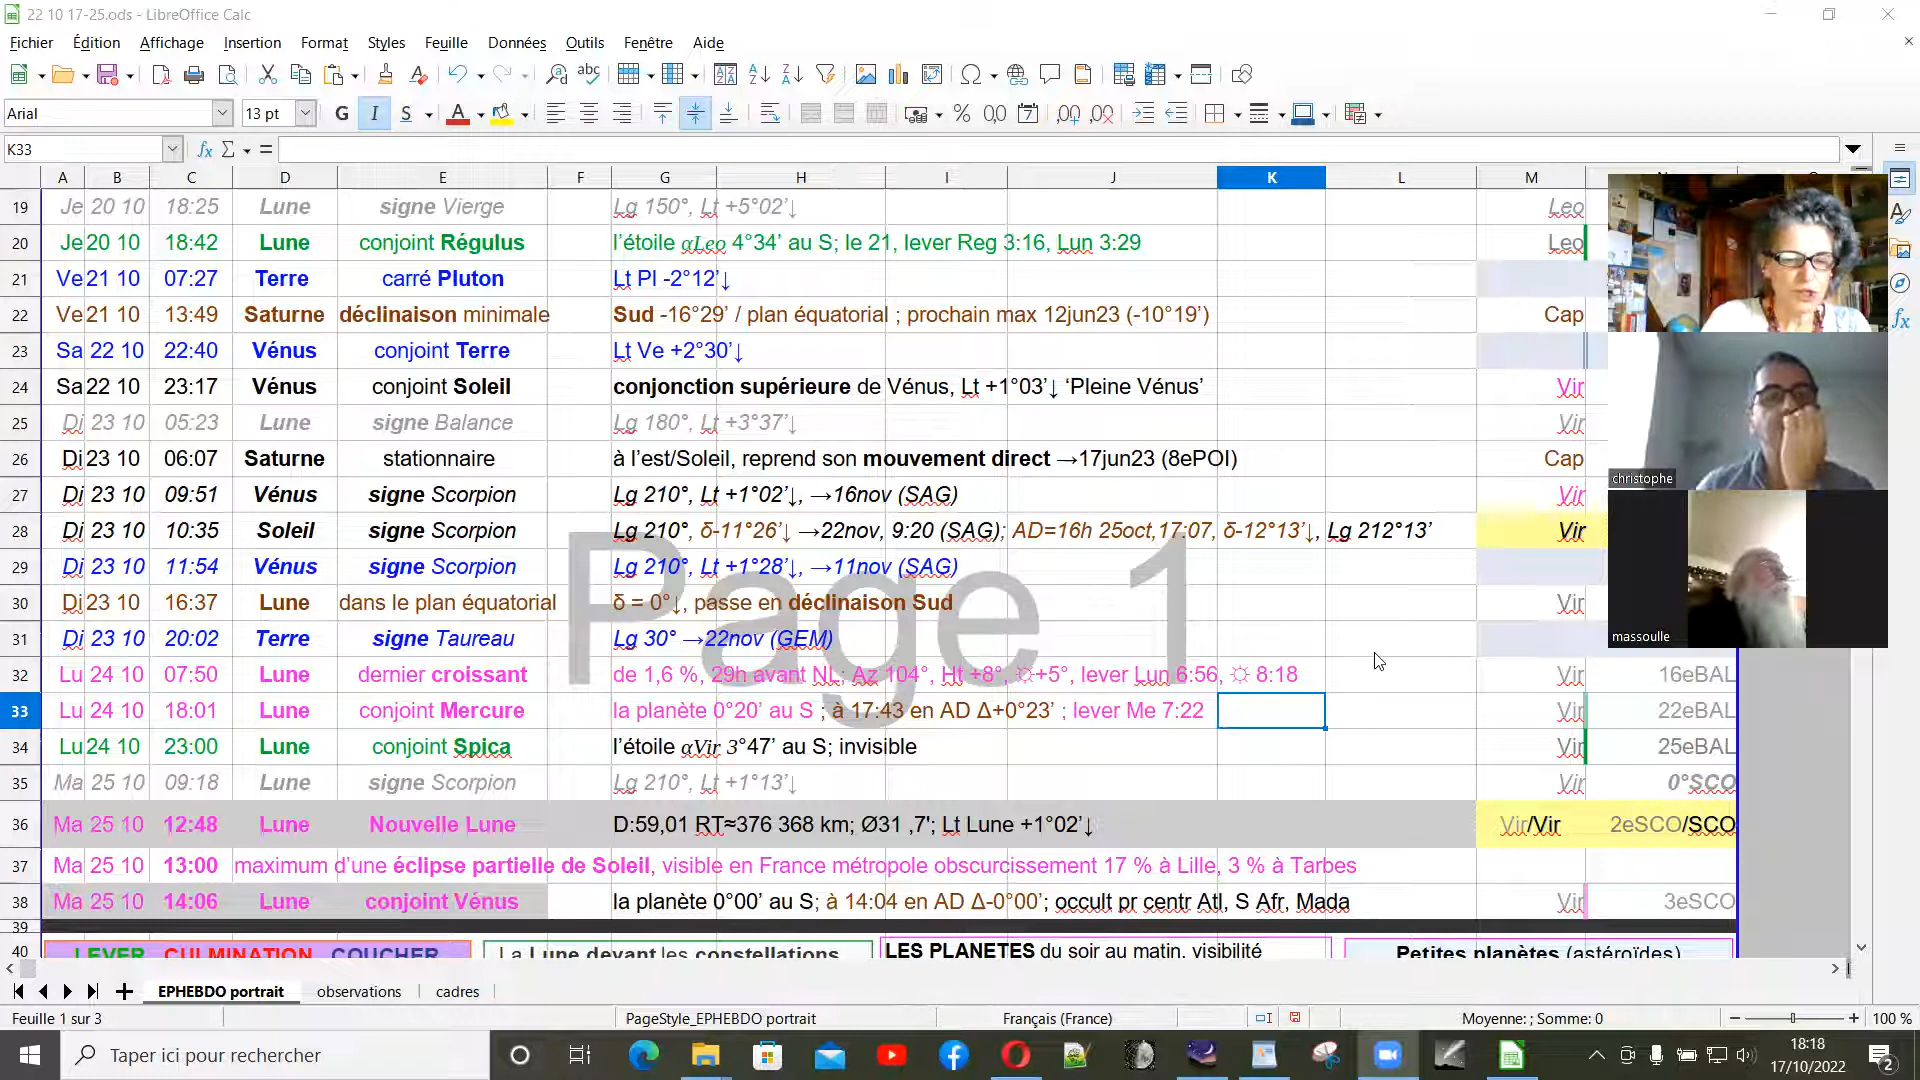 22 10 17-25.ods - LibreOffice Calc
Fichier Édition Affichage Insertion Format Styles Feuille Données Outils Fenêtre Aide
Arial 13 pt G I S
K33
A B C D E F G H I J K L M
19 Je 20 10 18:25 Lune signe Vierge Lg 150°, Lt +5°02’↓ Leo
20 Je 20 10 18:42 Lune conjoint Régulus l’étoile αLeo 4°34’ au S; le 21, lever Reg 3:16, Lun 3:29 Leo
21 Ve 21 10 07:27 Terre carré Pluton Lt Pl -2°12’↓
22 Ve 21 10 13:49 Saturne déclinaison minimale Sud -16°29’ / plan équatorial ; prochain max 12jun23 (-10°19’) Cap
23 Sa 22 10 22:40 Vénus conjoint Terre Lt Ve +2°30’↓
24 Sa 22 10 23:17 Vénus conjoint Soleil conjonction supérieure de Vénus, Lt +1°03’↓ ‘Pleine Vénus’ Vir
25 Di 23 10 05:23 Lune signe Balance Lg 180°, Lt +3°37’↓ Vir
26 Di 23 10 06:07 Saturne stationnaire à l’est/Soleil, reprend son mouvement direct →17jun23 (8ePOI) Cap
27 Di 23 10 09:51 Vénus signe Scorpion Lg 210°, Lt +1°02’↓, →16nov (SAG) Vir
28 Di 23 10 10:35 Soleil signe Scorpion Lg 210°, δ-11°26’↓ →22nov, 9:20 (SAG); AD=16h 25oct,17:07, δ-12°13’↓, Lg 212°13’ Vir
29 Di 23 10 11:54 Vénus signe Scorpion Lg 210°, Lt +1°28’↓, →11nov (SAG)
30 Di 23 10 16:37 Lune dans le plan équatorial δ = 0°↓, passe en déclinaison Sud Vir
31 Di 23 10 20:02 Terre signe Taureau Lg 30° →22nov (GEM)
32 Lu 24 10 07:50 Lune dernier croissant de 1,6 %, 29h avant NL; Az 104°, Ht +8°, ☼+5°, lever Lun 6:56, ☼ 8:18 Vir 16eBAL
33 Lu 24 10 18:01 Lune conjoint Mercure la planète 0°20’ au S ; à 17:43 en AD Δ+0°23’ ; lever Me 7:22 Vir 22eBAL
34 Lu 24 10 23:00 Lune conjoint Spica l’étoile αVir 3°47’ au S; invisible Vir 25eBAL
35 Ma 25 10 09:18 Lune signe Scorpion Lg 210°, Lt +1°13’↓ Vir 0°SCO
36 Ma 25 10 12:48 Lune Nouvelle Lune D:59,01 RT≈376 368 km; Ø31 ,7'; Lt Lune +1°02’↓ Vir/Vir 2eSCO/SCO
37 Ma 25 10 13:00 maximum d’une éclipse partielle de Soleil, visible en France métropole obscurcissement 17 % à Lille, 3 % à Tarbes
38 Ma 25 10 14:06 Lune conjoint Vénus la planète 0°00’ au S; à 14:04 en AD Δ-0°00’; occult pr centr Atl, S Afr, Mada Vir 3eSCO
39
40 LEVER CULMINATION COUCHER La Lune devant les constellations LES PLANETES du soir au matin, visibilité Petites planètes (astéroïdes)
Page 1
christophe
massoulle
EPHEBDO portrait observations cadres
Feuille 1 sur 3 PageStyle_EPHEBDO portrait Français (France) Moyenne: ; Somme: 0 100 %
Taper ici pour rechercher
18:18
17/10/2022
2